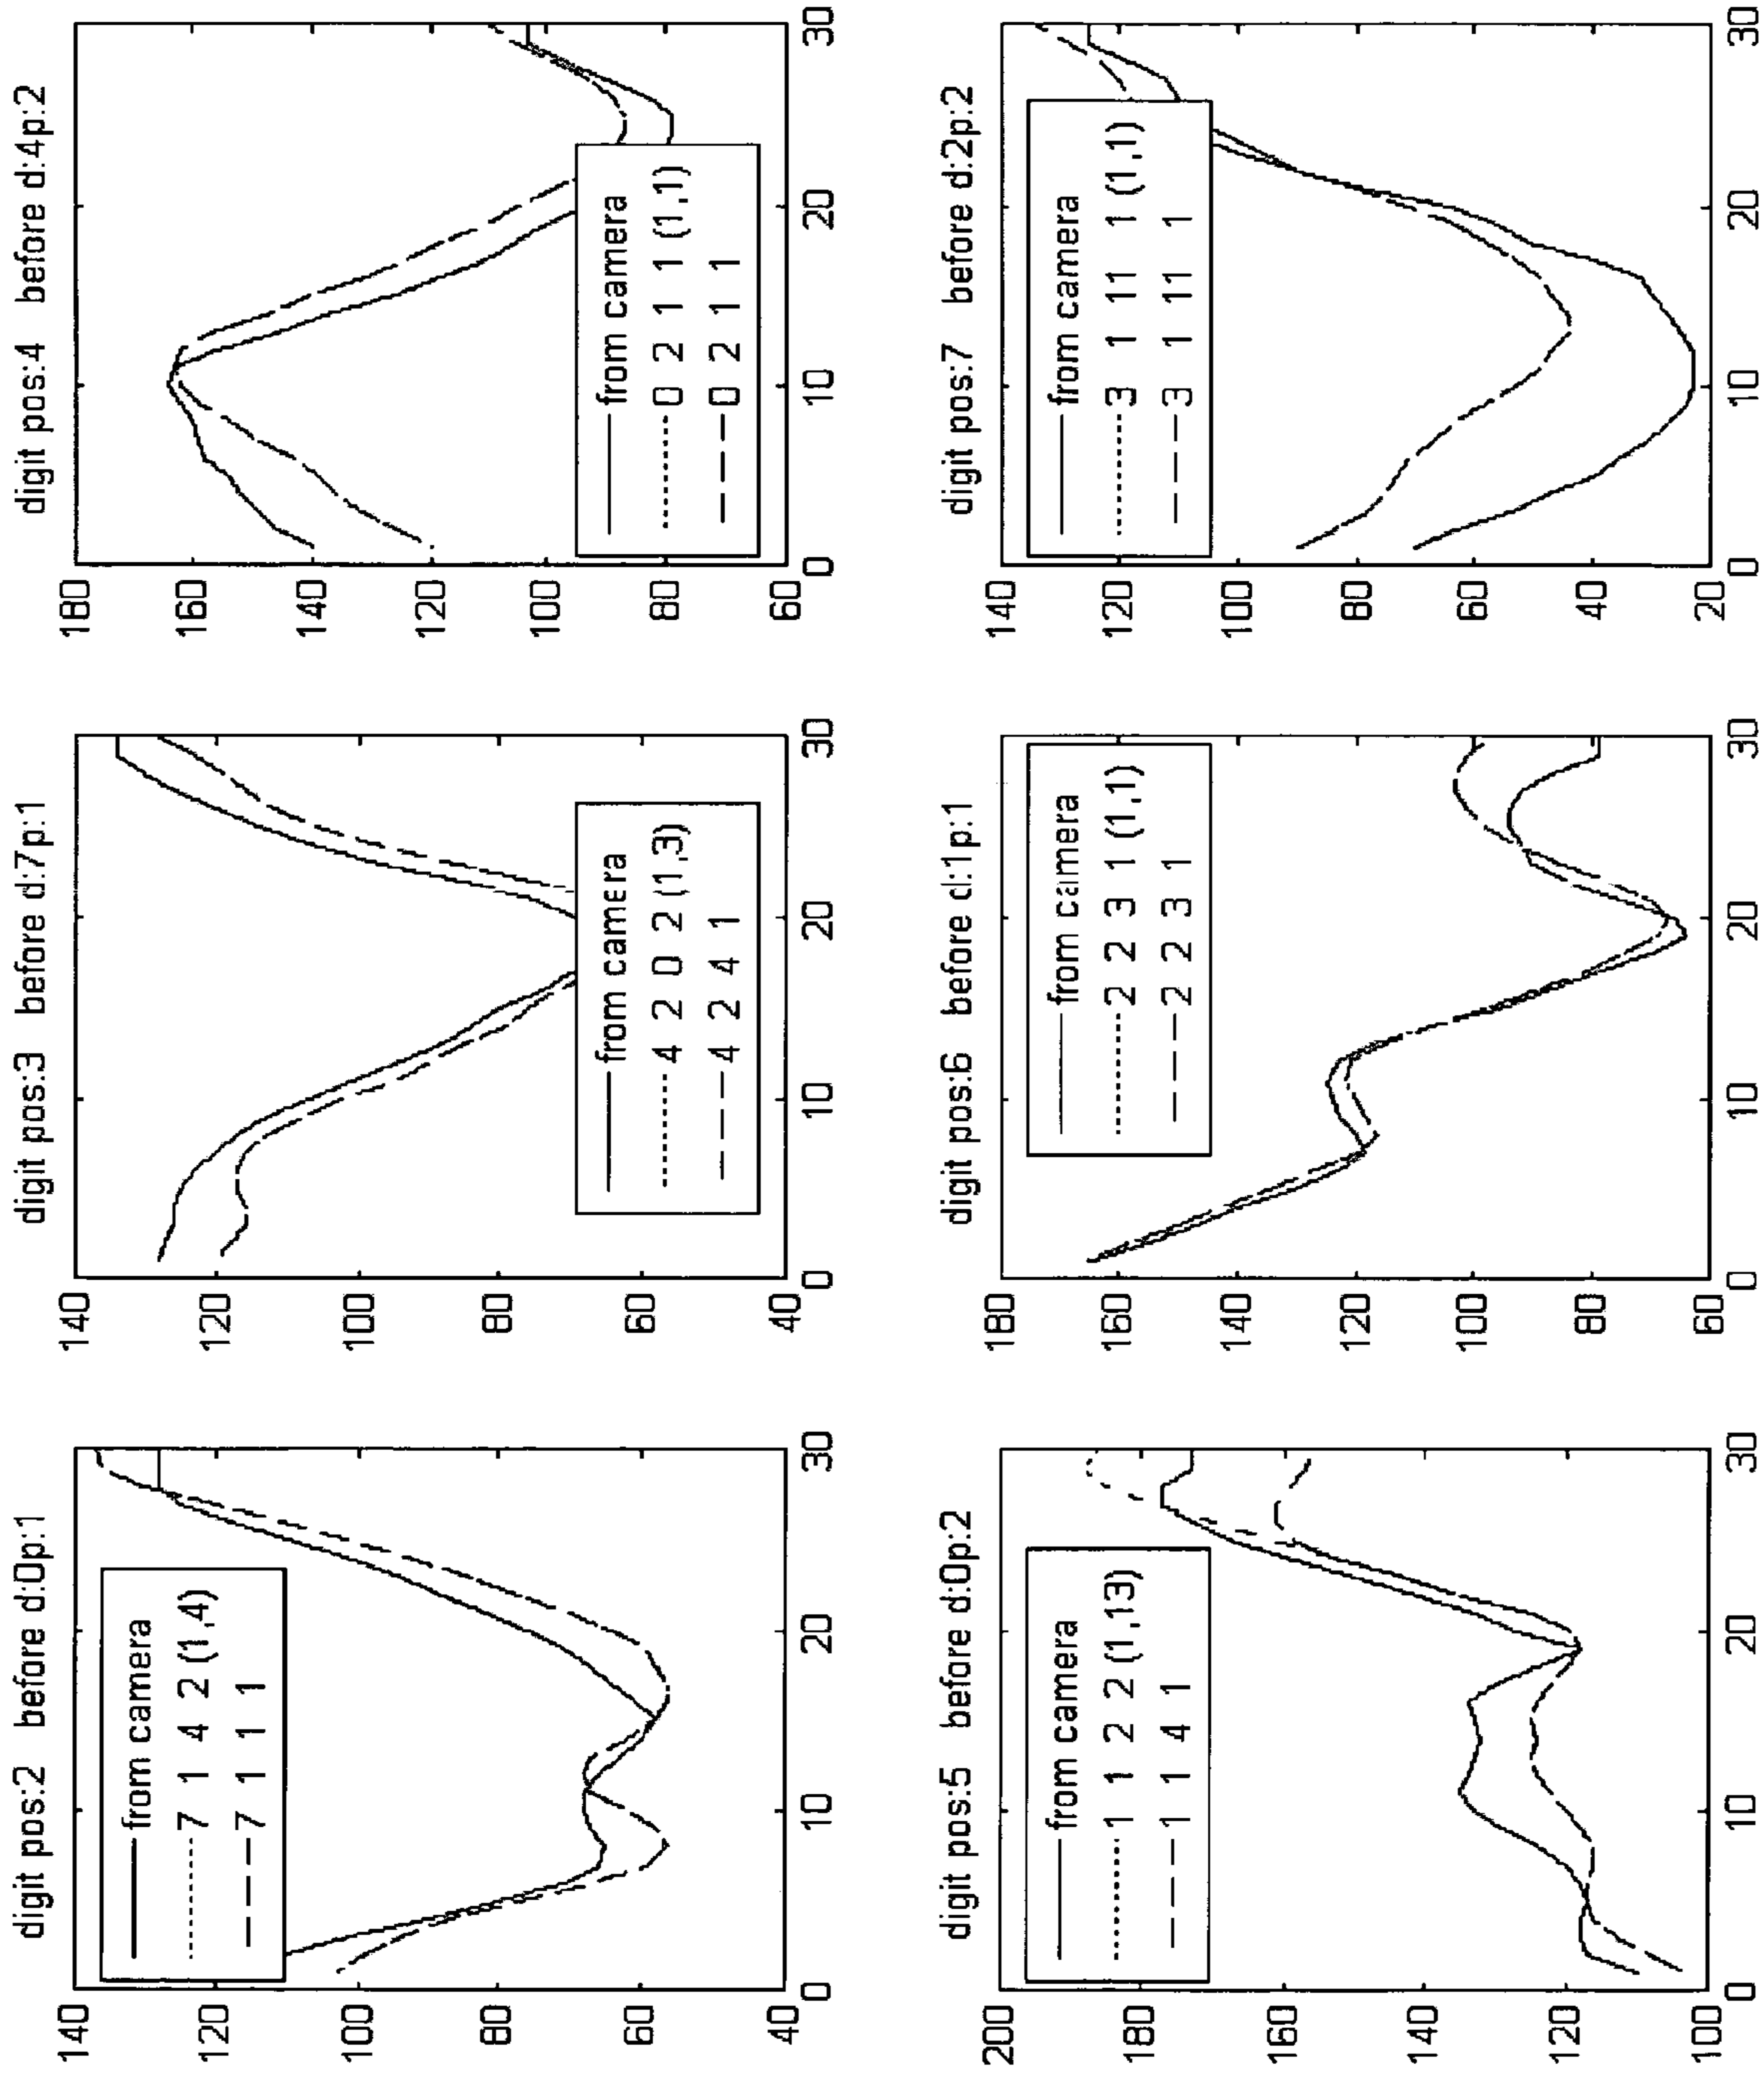 digit pos:2 before d:0p:1
140
120
100
80
60
40
0
10
20
30
from camera
7 1 4 2 (1,4)
7 1 1 1
digit pos:3 before d:7p:1
140
120
100
80
60
40
0
10
20
30
from camera
4 2 0 2 (1,3)
4 2 4 1
digit pos:4 before d:4p:2
180
160
140
120
100
80
60
0
10
20
30
from camera
0 2 1 1 (1,1)
0 2 1 1
digit pos:5 before d:0p:2
200
180
160
140
120
100
0
10
20
30
from camera
1 1 2 2 (1,13)
1 1 4 1
digit pos:6 before d:1p:1
180
160
140
120
100
80
60
0
10
20
30
from camera
2 2 3 1 (1,1)
2 2 3 1
digit pos:7 before d:2p:2
140
120
100
80
60
40
20
0
10
20
30
from camera
3 1 11 1 (1,1)
3 1 11 1